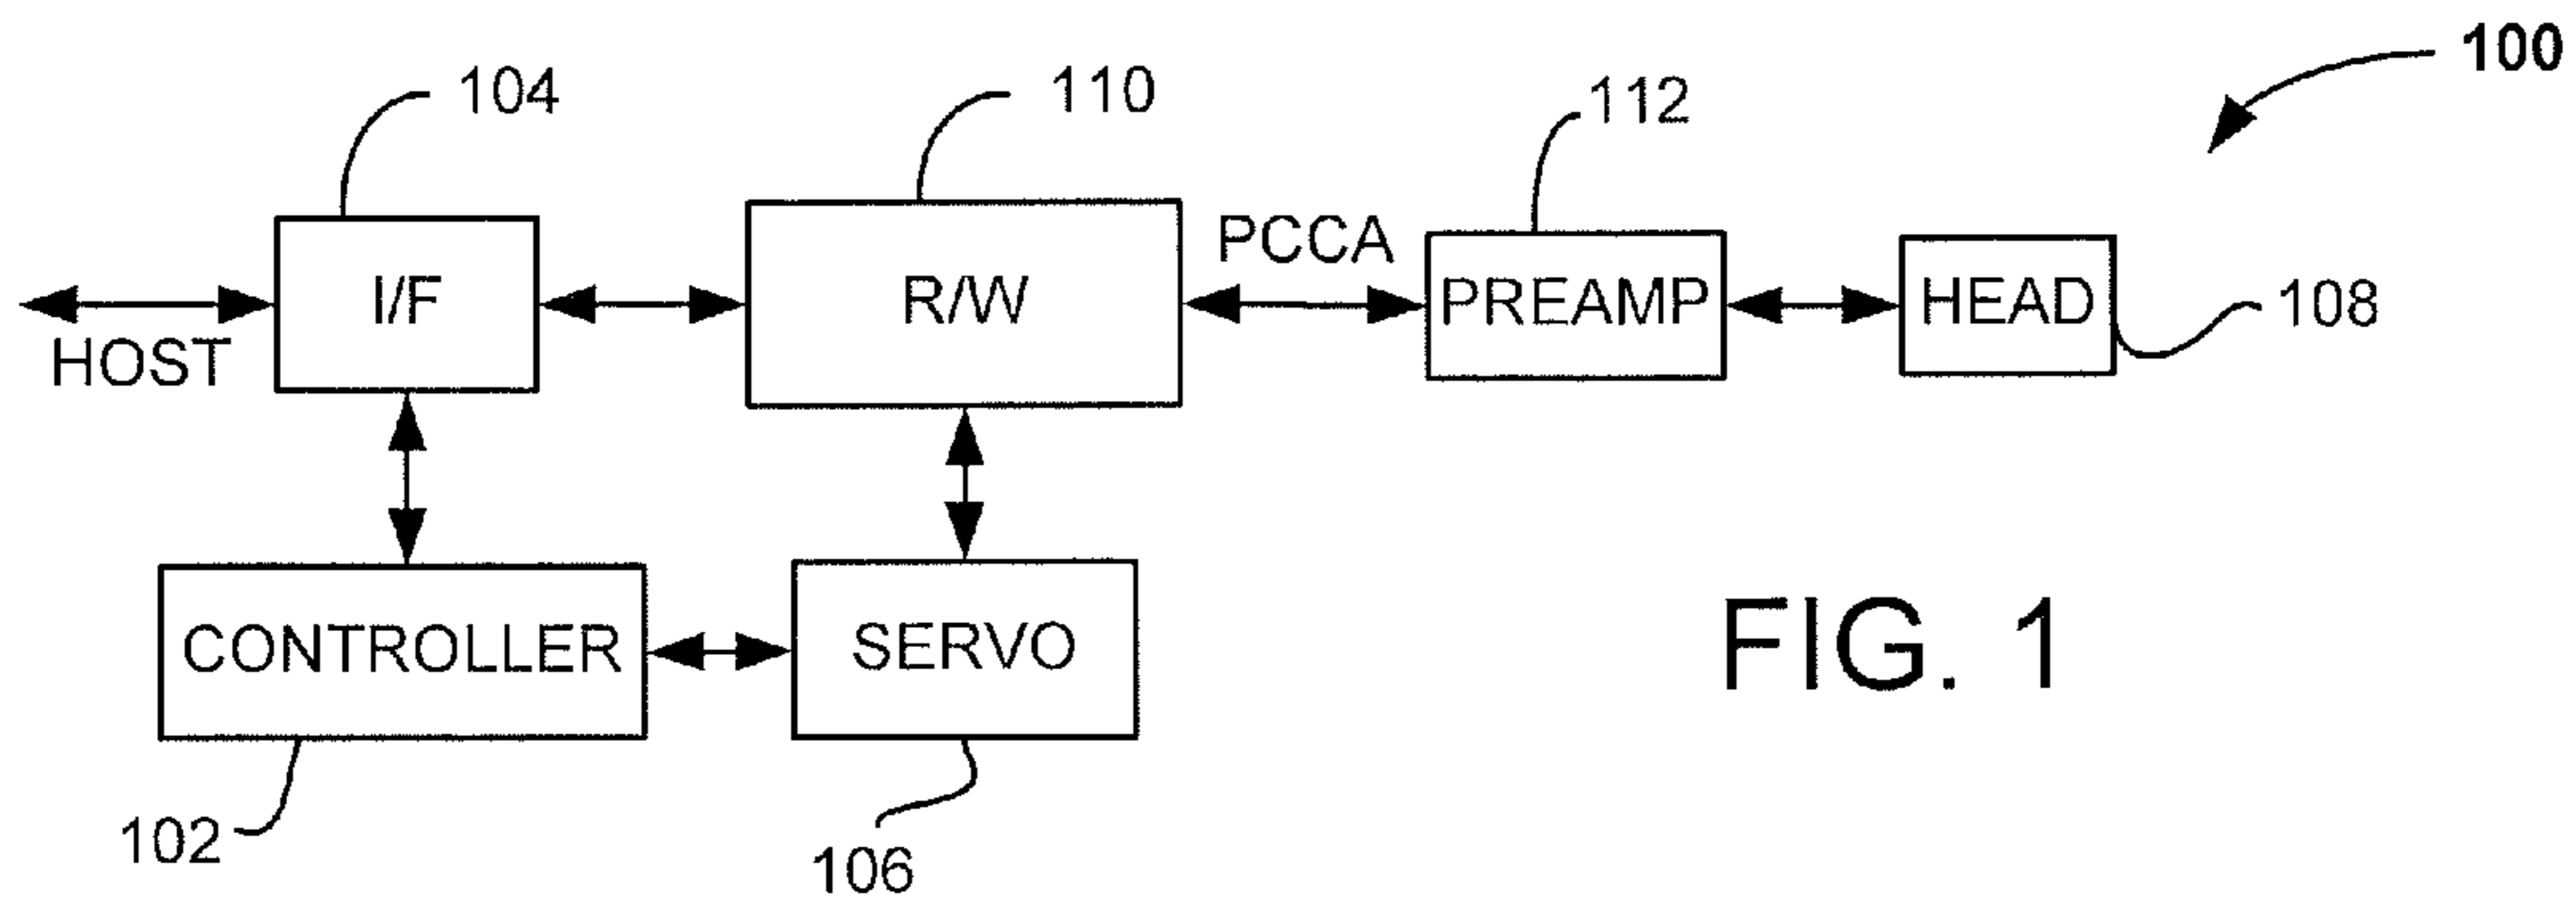 100
104
110
112
PCCA
I/F
R/W
PREAMP
HEAD
108
HOST
CONTROLLER
SERVO
FIG. 1
102
106